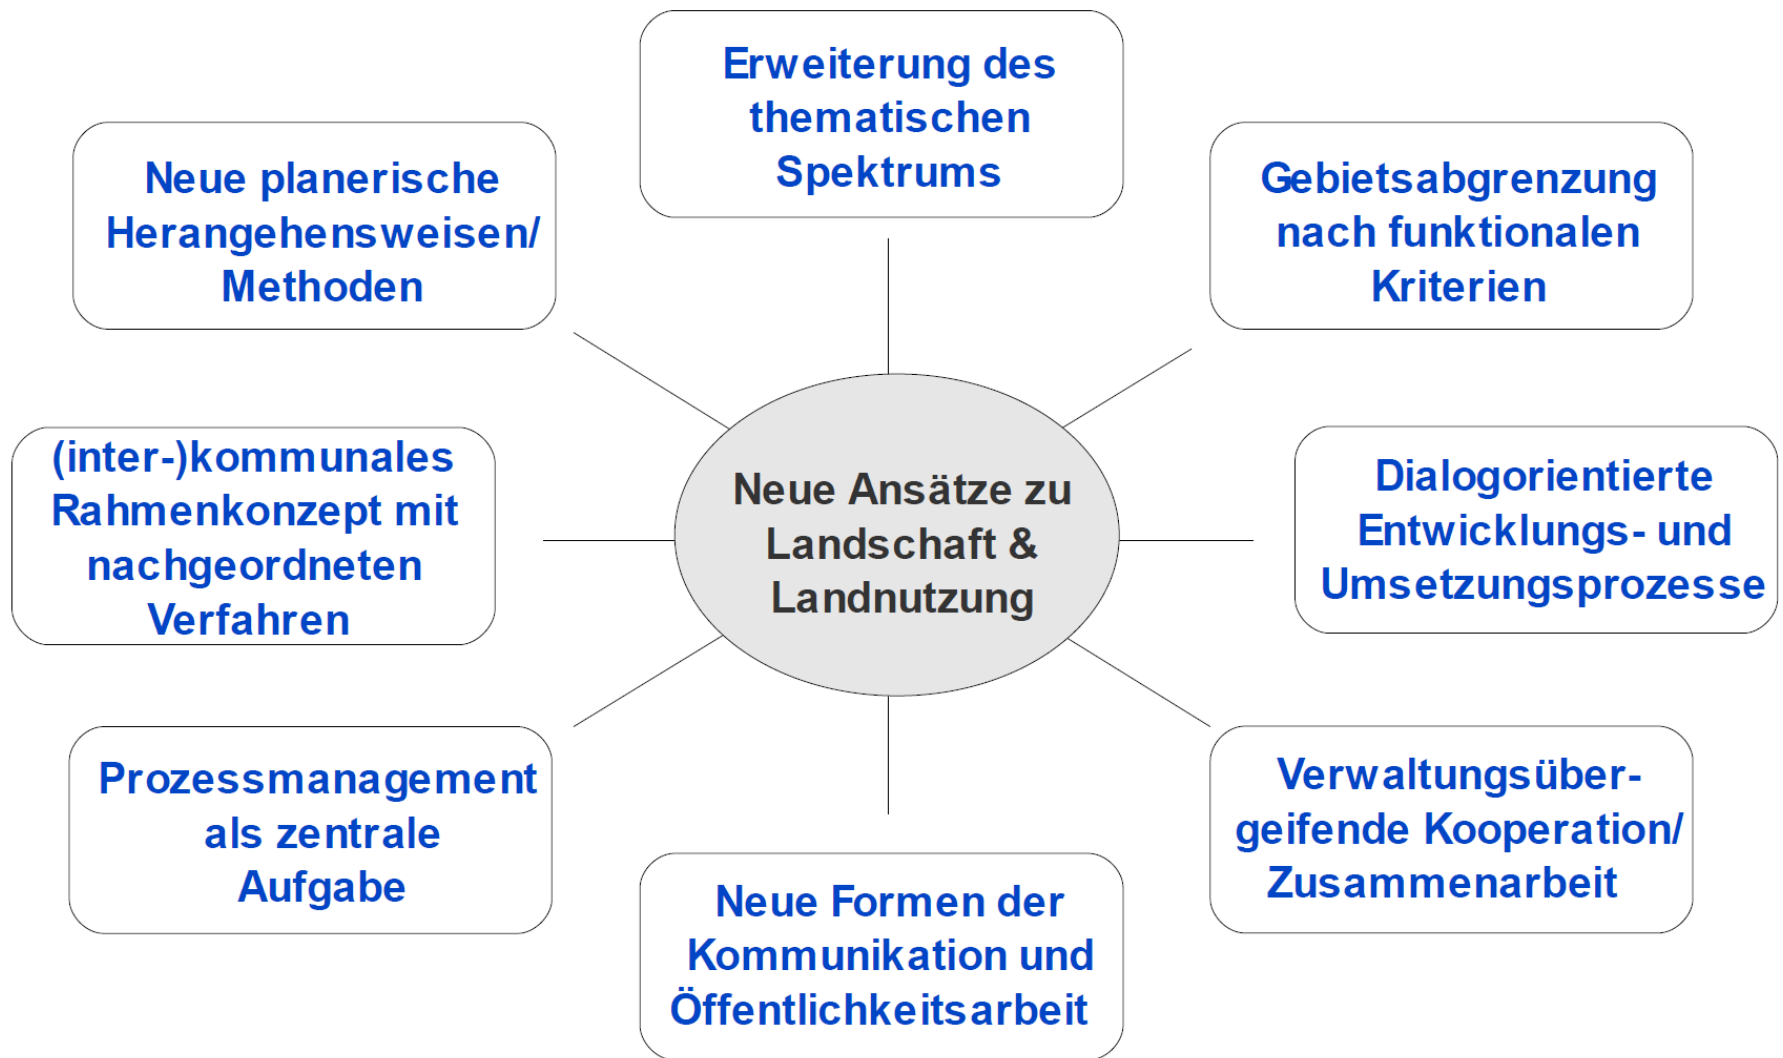 Erweiterung des
thematischen
Spektrums
Neue planerische
Herangehensweisen/
Methoden
Gebietsabgrenzung
nach funktionalen
Kriterien
(inter-)kommunales
Rahmenkonzept mit
nachgeordneten
Verfahren
Neue Ansätze zu
Landschaft &
Landnutzung
Dialogorientierte
Entwicklungs- und
Umsetzungsprozesse
Prozessmanagement
als zentrale
Aufgabe
Verwaltungsüber-
geifende Kooperation/
Zusammenarbeit
Neue Formen der
Kommunikation und
Öffentlichkeitsarbeit